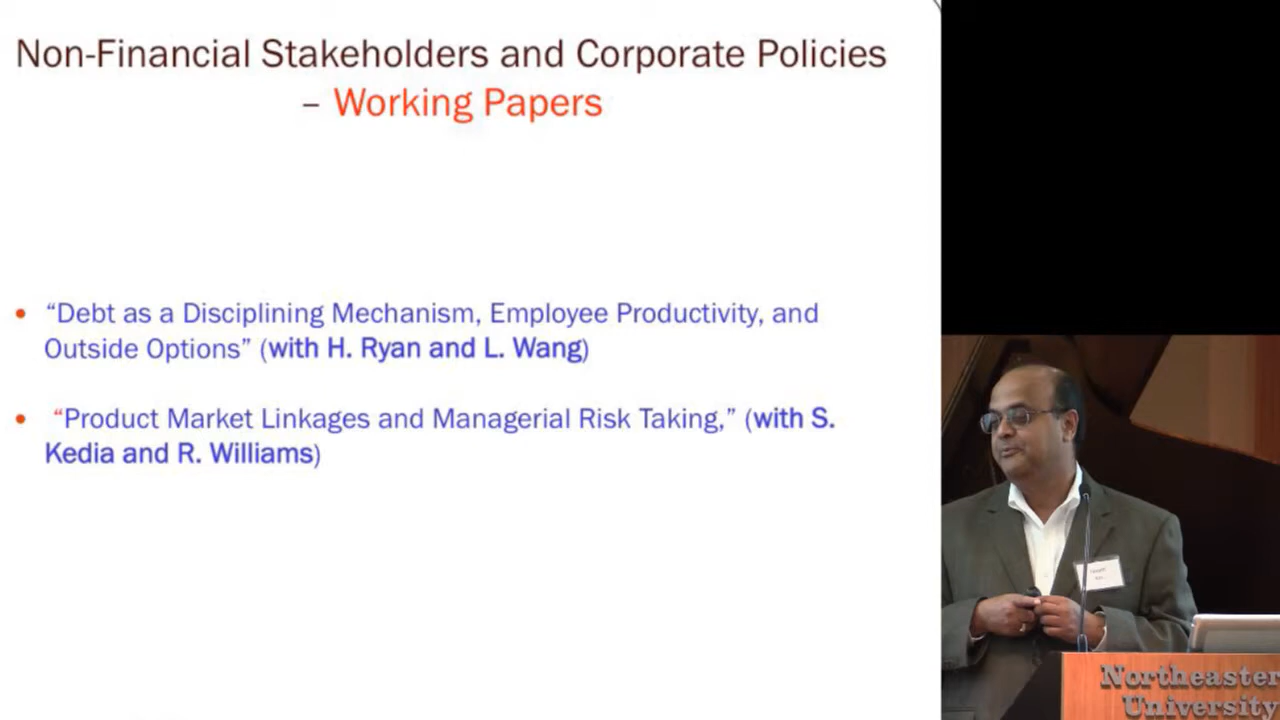 Non-Financial Stakeholders and Corporate Policies
– Working Papers
• “Debt as a Disciplining Mechanism, Employee Productivity, and
Outside Options” (with H. Ryan and L. Wang)
• “Product Market Linkages and Managerial Risk Taking,” (with S.
Kedia and R. Williams)
Northeaster
University